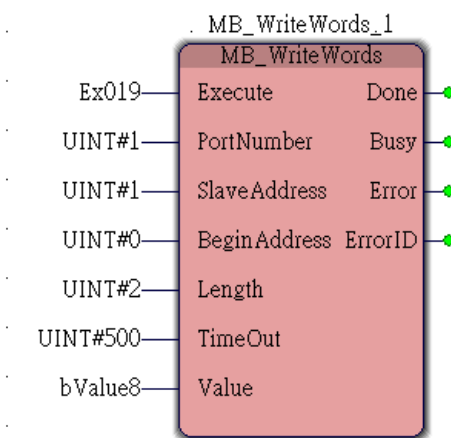 MB_WriteWords_1
MB_WriteWords
Ex019 Execute Done
UINT#1 PortNumber Busy
UINT#1 SlaveAddress Error
UINT#0 BeginAddress ErrorID
UINT#2 Length
UINT#500 TimeOut
bValue8 Value